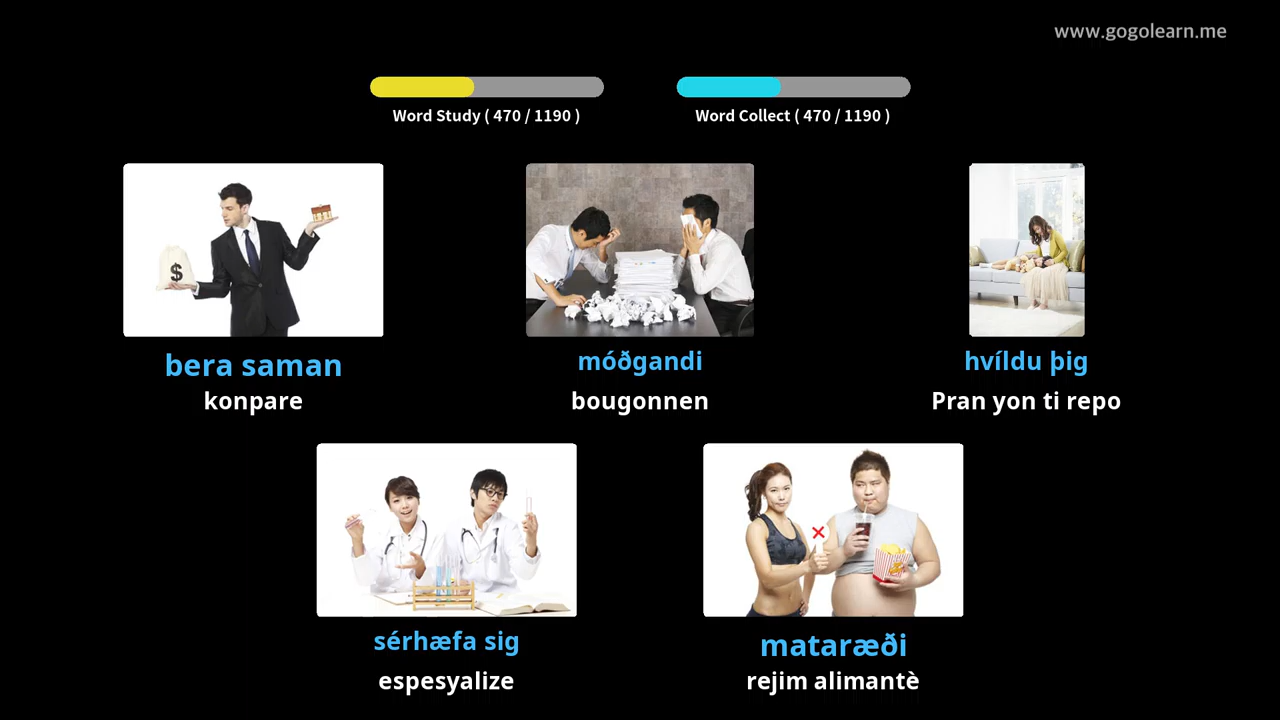 www.gogolearn.me
Word Study ( 470 / 1190 )
Word Collect ( 470 / 1190 )
$
bera saman
konpare
móðgandi
bougonnen
hvíldu þig
Pran yon ti repo
sérhæfa sig
espesyalize
mataræði
rejim alimantè